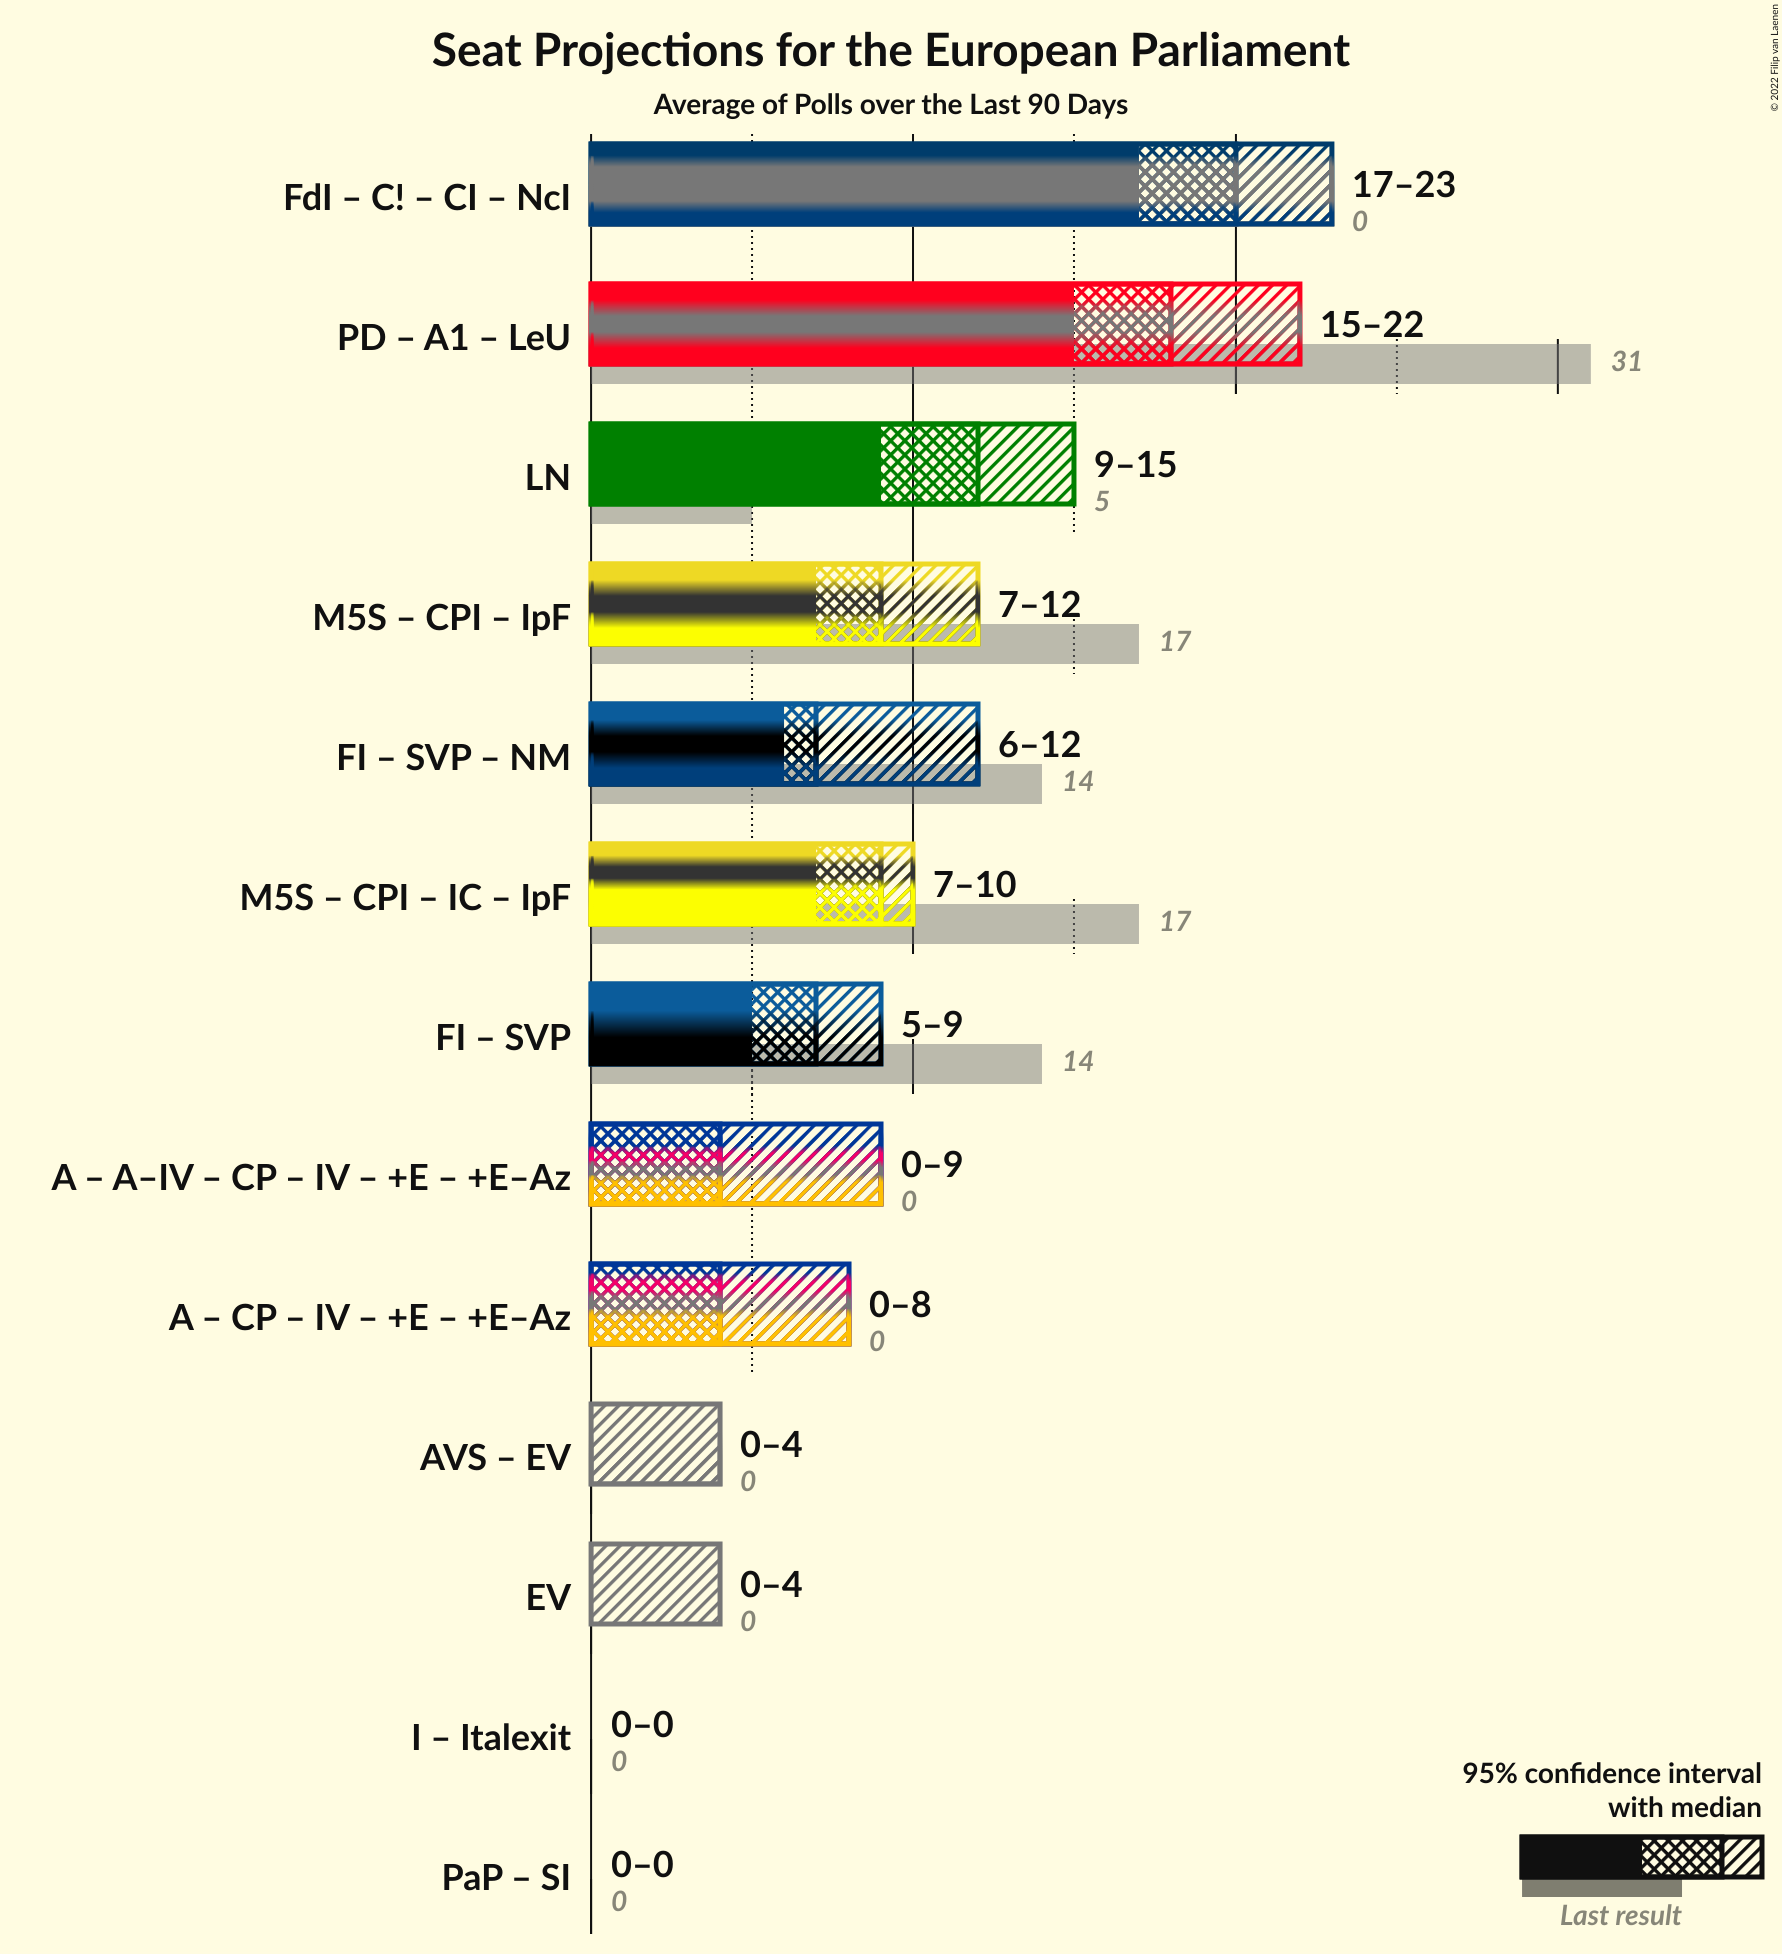 Seat Projections for the European Parliament
Average of Polls over the Last 90 Days
© 2022 Filip van Laenen
FdI – C! – CI – NcI
17–23
0
PD – A1 – LeU
15–22
31
LN
9–15
5
M5S – CPI – IpF
7–12
17
FI – SVP – NM
6–12
14
M5S – CPI – IC – IpF
7–10
17
FI – SVP
5–9
14
A – A–IV – CP – IV – +E – +E–Az
0–9
0
A – CP – IV – +E – +E–Az
0–8
0
AVS – EV
0–4
0
EV
0–4
0
I – Italexit
0–0
0
PaP – SI
0–0
0
95% confidence interval
with median
Last result